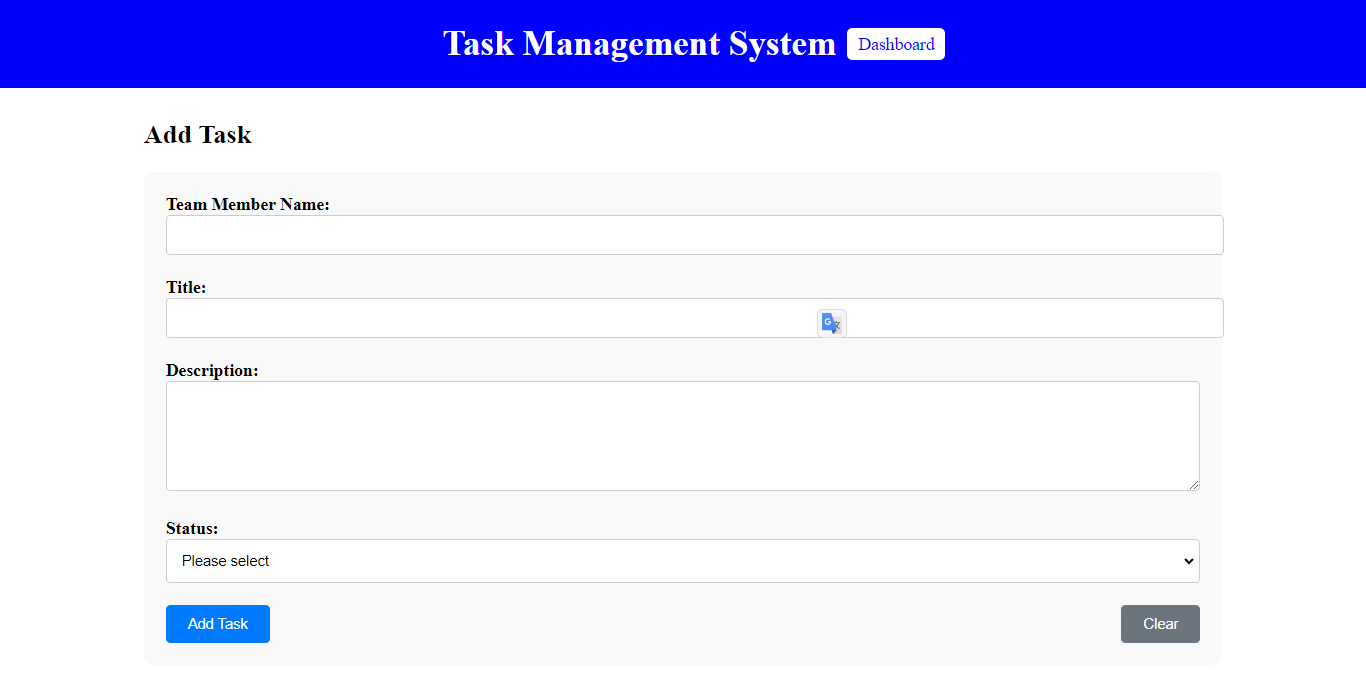 Task Management System Dashboard
Add Task
Team Member Name:
Title:
Description:
Status:
Please select
Add Task Clear